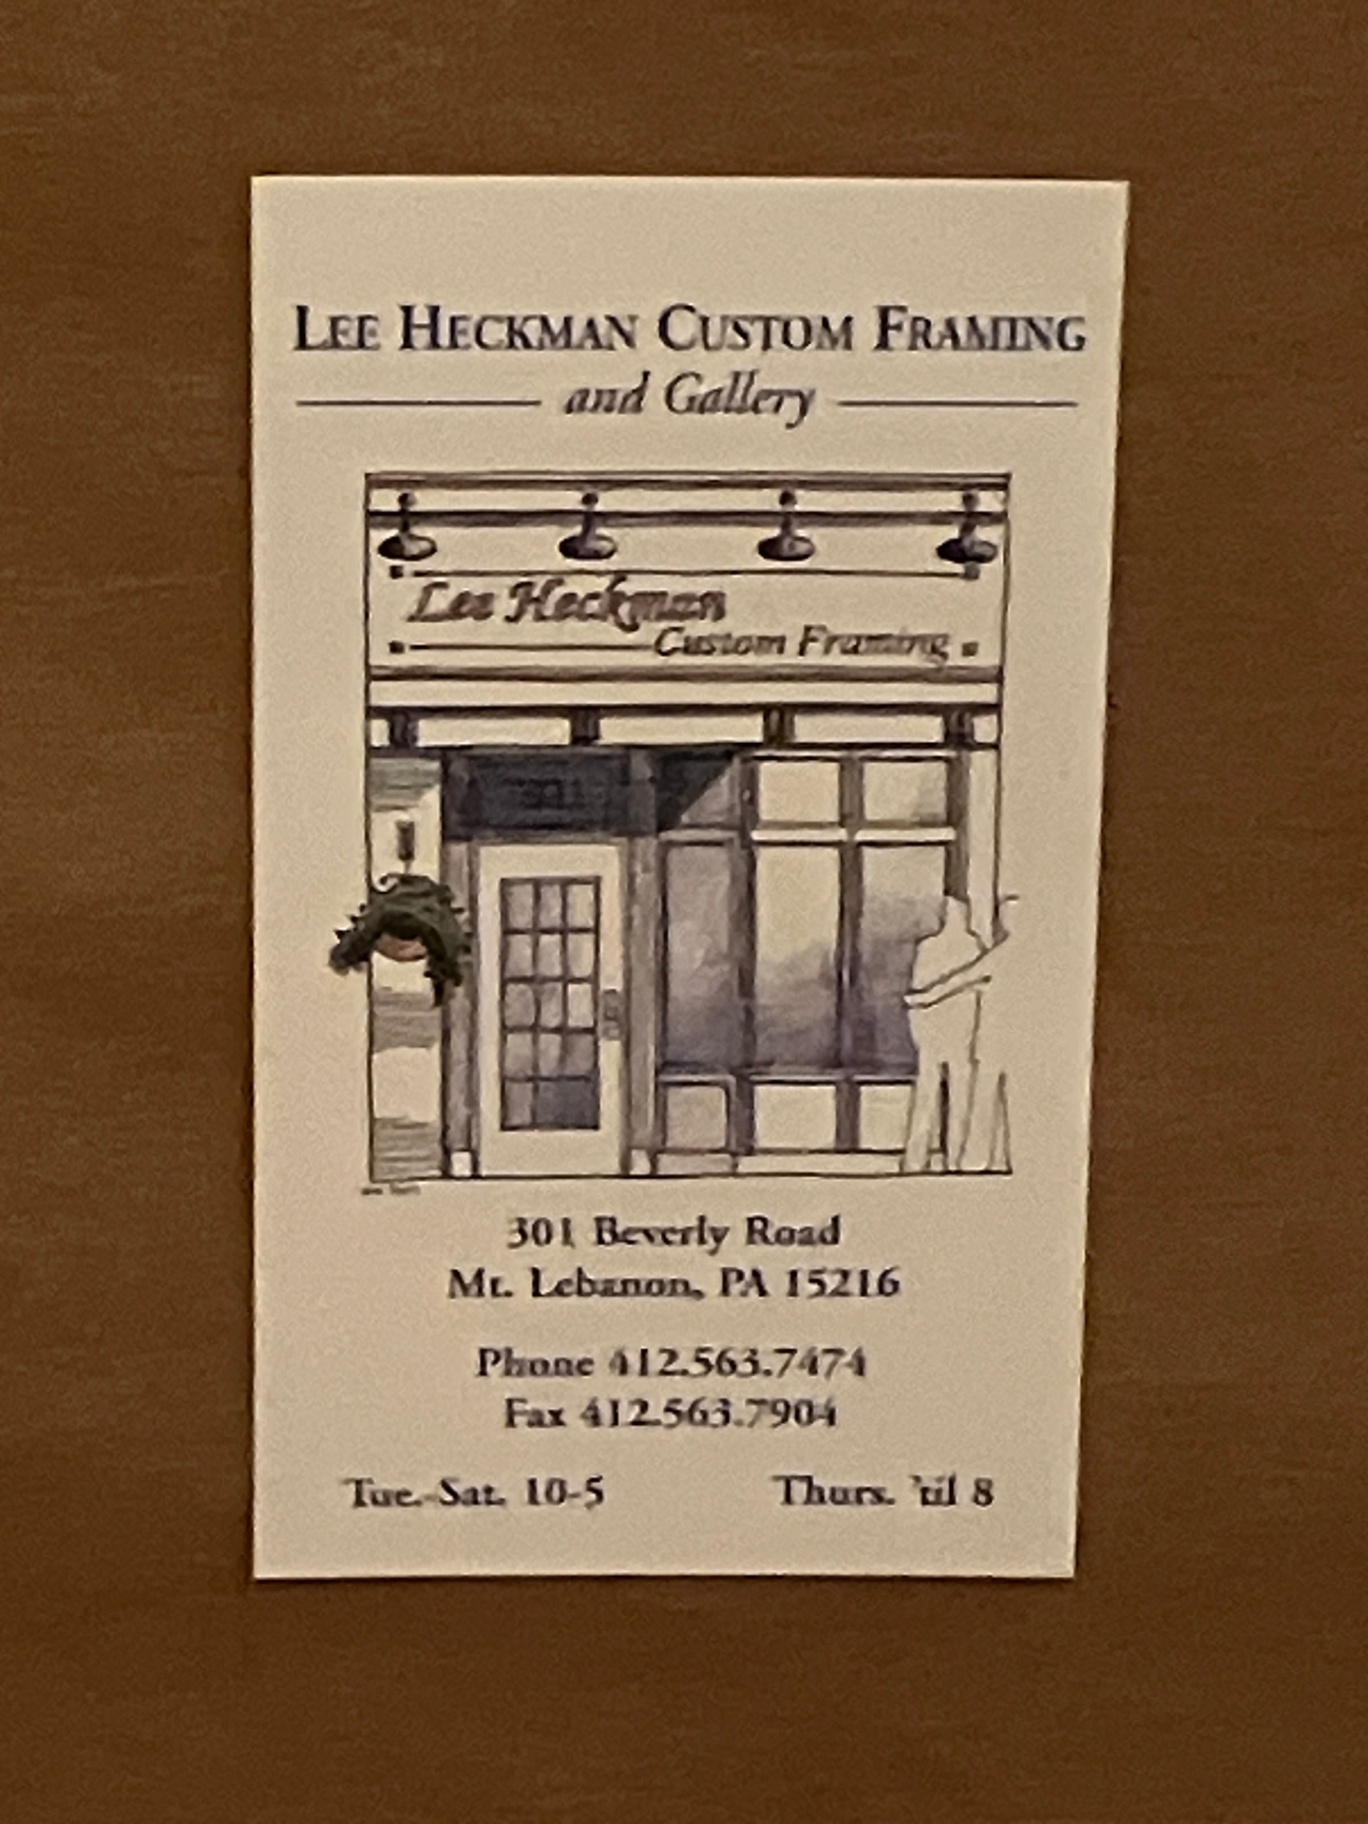 LEE HECKMAN CUSTOM FRAMING
and Gallery
Lee Heckman
Custom Framing
301
301 Beverly Road
Mt. Lebanon, PA 15216
Phone 412.563.7474
Fax 412.563.7904
Tue.-Sat. 10-5 Thurs. 'til 8